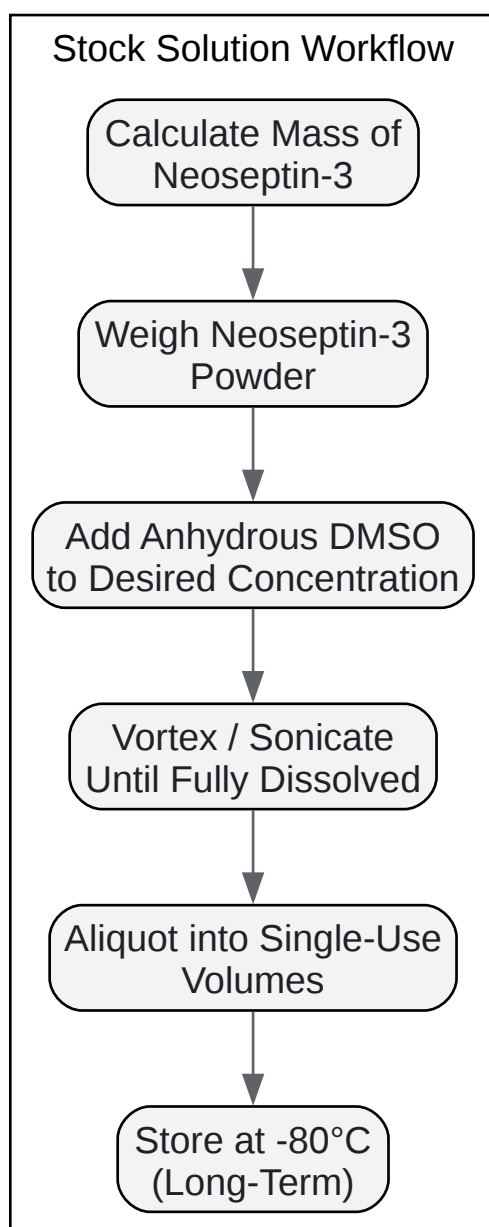 Stock Solution Workflow
Calculate Mass of
Neoseptin-3
Weigh Neoseptin-3
Powder
Add Anhydrous DMSO
to Desired Concentration
Vortex / Sonicate
Until Fully Dissolved
Aliquot into Single-Use
Volumes
Store at -80°C
(Long-Term)